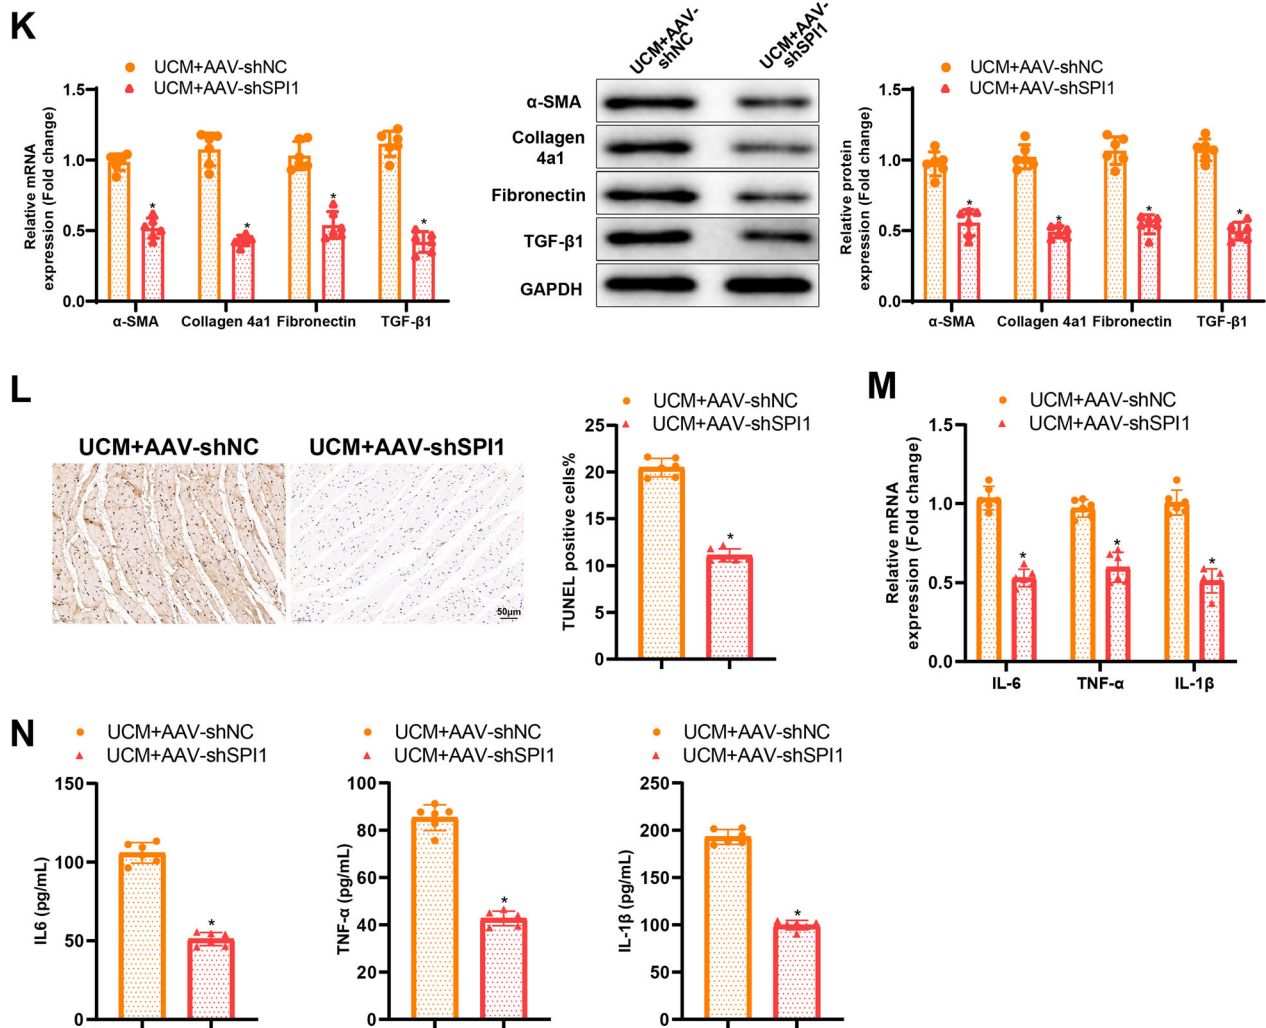 K
UCM+AAV-shNC
UCM+AAV-shSPI1
Relative mRNA
expression (Fold change)
1.5
1.0
0.5
0.0
*
*
*
*
α-SMA
Collagen 4a1
Fibronectin
TGF-β1
UCM+AAV-
shNC
UCM+AAV-
shSPI1
α-SMA
Collagen
4a1
Fibronectin
TGF-β1
GAPDH
UCM+AAV-shNC
UCM+AAV-shSPI1
Relative protein
expression (Fold change)
1.5
1.0
0.5
0.0
*
*
*
*
α-SMA
Collagen 4a1
Fibronectin
TGF-β1
L
UCM+AAV-shNC
UCM+AAV-shSPI1
50μm
UCM+AAV-shNC
UCM+AAV-shSPI1
TUNEL positive cells%
25
20
15
10
5
0
*
M
UCM+AAV-shNC
UCM+AAV-shSPI1
Relative mRNA
expression (Fold change)
1.5
1.0
0.5
0.0
*
*
*
IL-6
TNF-α
IL-1β
N
UCM+AAV-shNC
UCM+AAV-shSPI1
IL6 (pg/mL)
150
100
50
0
*
UCM+AAV-shNC
UCM+AAV-shSPI1
TNF-α (pg/mL)
100
80
60
40
20
0
*
UCM+AAV-shNC
UCM+AAV-shSPI1
IL-1β (pg/mL)
250
200
150
100
50
0
*